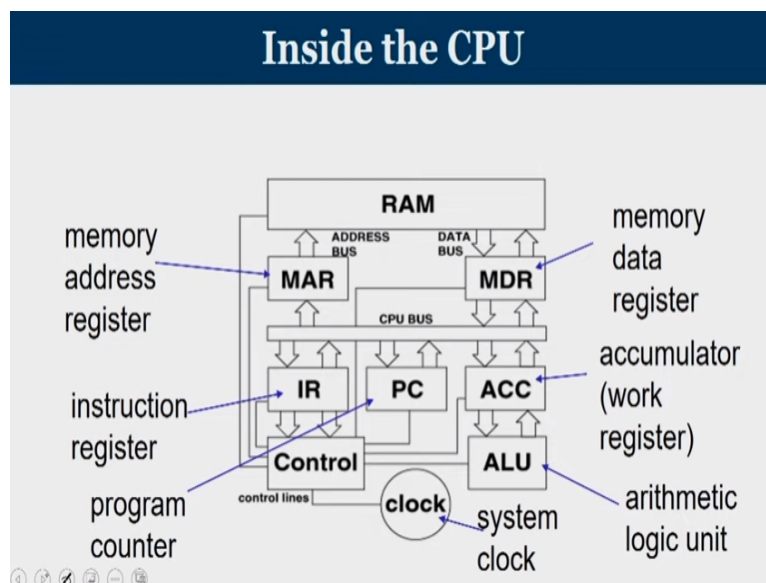 Inside the CPU
RAM
ADDRESS
BUS
DATA
BUS
memory
address
register
MAR
MDR
memory
data
register
CPU BUS
IR
PC
ACC
accumulator
(work
register)
instruction
register
Control
ALU
control lines
clock
program
counter
system
clock
arithmetic
logic unit